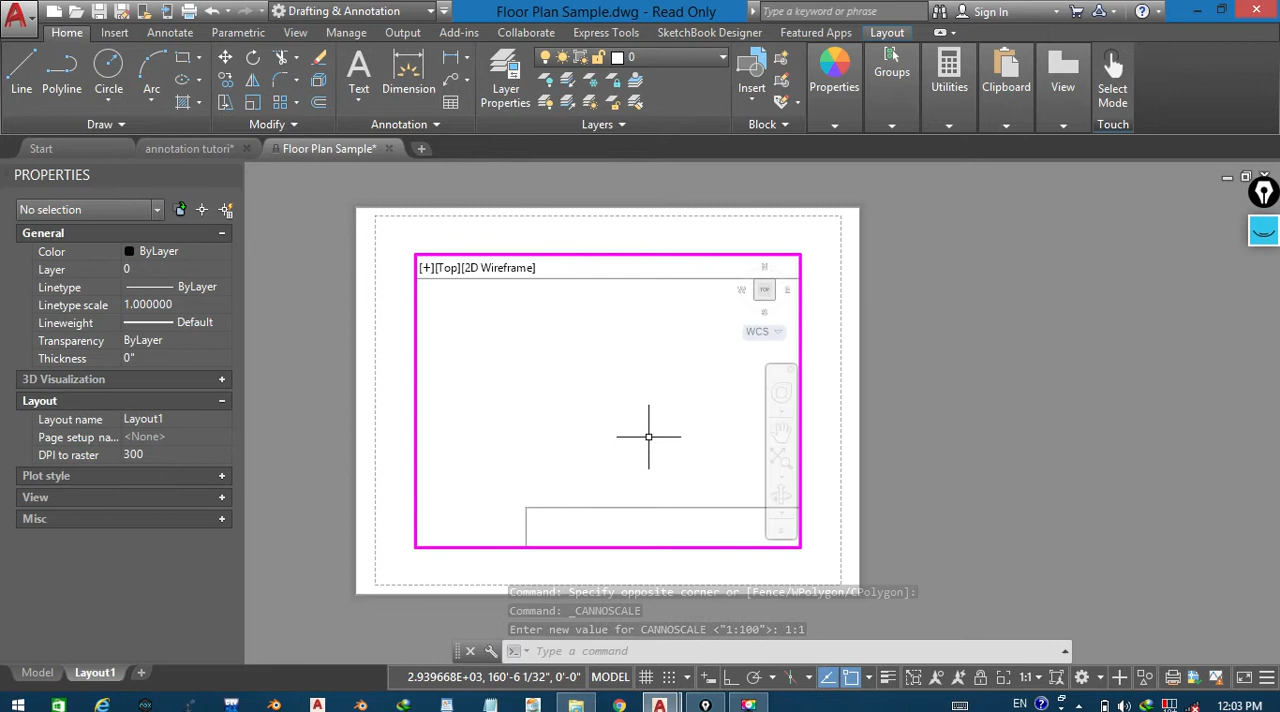 Drafting & Annotation
Floor Plan Sample.dwg - Read Only
Type a keyword or phrase
Sign In
Home Insert Annotate Parametric View Manage Output Add-ins Collaborate Express Tools SketchBook Designer Featured Apps Layout
0
Line Polyline Circle Arc Text Dimension Layer Properties Insert Properties Groups Utilities Clipboard View Select Mode
Draw Modify Annotation Layers Block Touch
Start annotation tutori* Floor Plan Sample*
PROPERTIES
No selection
General
Color ByLayer
Layer 0
Linetype ByLayer
Linetype scale 1.000000
Lineweight Default
Transparency ByLayer
Thickness 0"
3D Visualization
Layout
Layout name Layout1
Page setup na... <None>
DPI to raster 300
Plot style
View
Misc
[+][Top][2D Wireframe]
N
W TOP E
S
WCS
Command: Specify opposite corner or [Fence/WPolygon/CPolygon]:
Command: _CANNOSCALE
Enter new value for CANNOSCALE <"1:100">: 1:1
Type a command
Model Layout1
2.939668E+03, 160'-6 1/32", 0'-0" MODEL 1:1
EN 12:03 PM